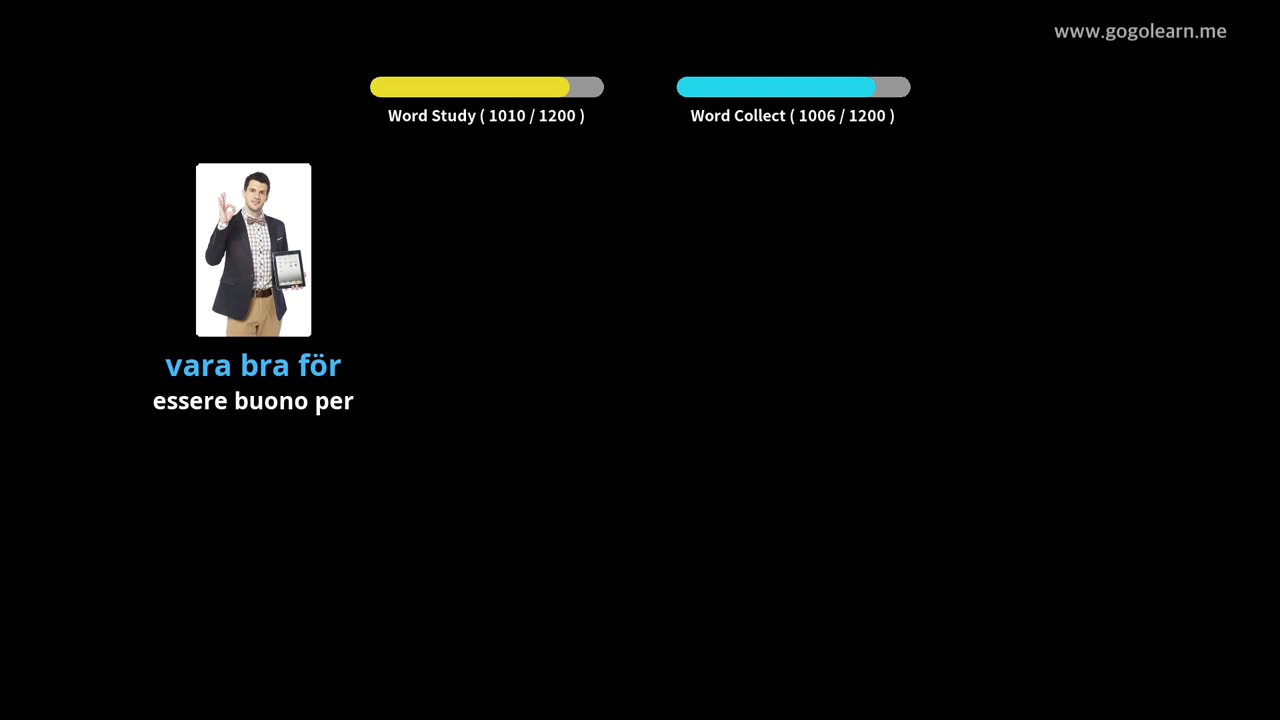 www.gogolearn.me
Word Study ( 1010 / 1200 )
Word Collect ( 1006 / 1200 )
vara bra för
essere buono per